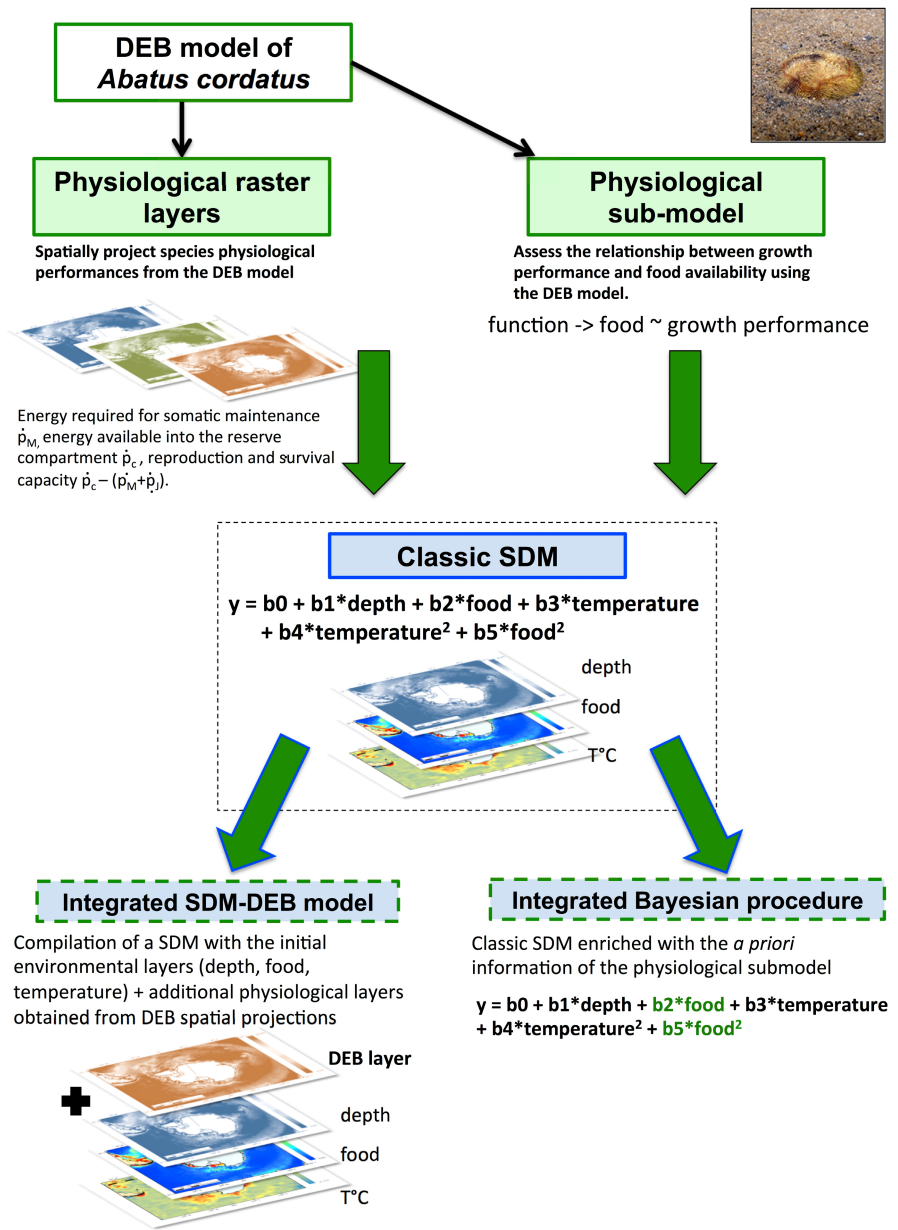 DEB model of
Abatus cordatus
Physiological raster
layers
Spatially project species physiological
performances from the DEB model
Physiological
sub-model
Assess the relationship between growth
performance and food availability using
the DEB model.
function -> food ~ growth performance
Energy required for somatic maintenance
ṗM, energy available into the reserve
compartment ṗc , reproduction and survival
capacity ṗc – (ṗM+ṗJ).
Classic SDM
y = b0 + b1*depth + b2*food + b3*temperature
+ b4*temperature² + b5*food²
depth
food
T°C
Integrated SDM-DEB model
Compilation of a SDM with the initial
environmental layers (depth, food,
temperature) + additional physiological layers
obtained from DEB spatial projections
DEB layer
depth
food
T°C
Integrated Bayesian procedure
Classic SDM enriched with the a priori
information of the physiological submodel
y = b0 + b1*depth + b2*food + b3*temperature
+ b4*temperature² + b5*food²